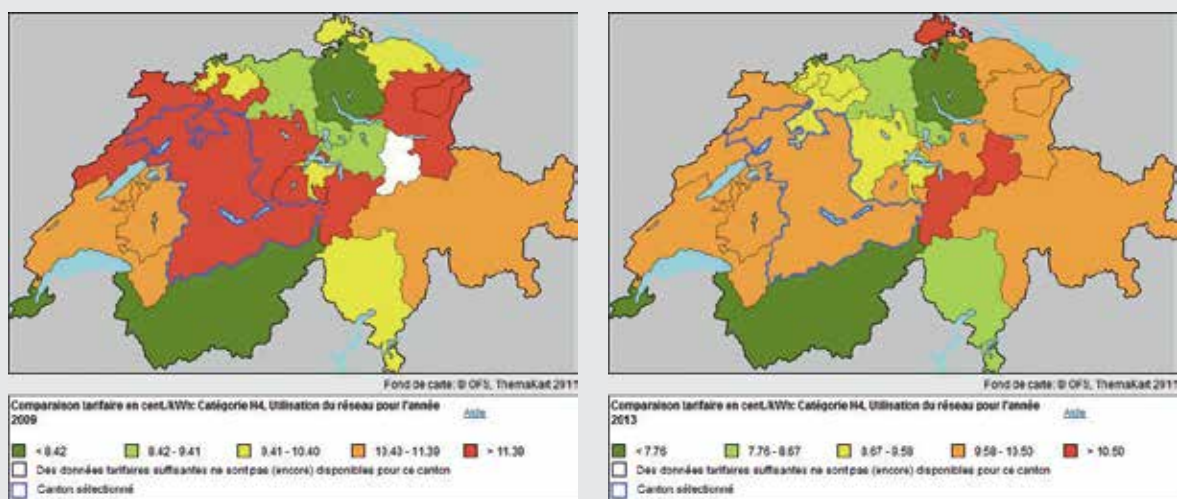 Fond de carte: © OFS, ThemaKart 2911
Comparaison tarifaire en cent./kWh: Catégorie H4, Utilisation du réseau pour l'année
2009
Aide
< 8.42
8.42 - 9.41
9.41 - 10.40
10.40 - 11.39
> 11.39
Des données tarifaires suffisantes ne sont pas (encore) disponibles pour ce canton
Canton sélectionné
Fond de carte: © OFS, ThemaKart 2911
Comparaison tarifaire en cent./kWh: Catégorie H4, Utilisation du réseau pour l'année
2013
Aide
< 7.76
7.76 - 8.67
8.67 - 9.58
9.58 - 10.50
> 10.50
Des données tarifaires suffisantes ne sont pas (encore) disponibles pour ce canton
Canton sélectionné